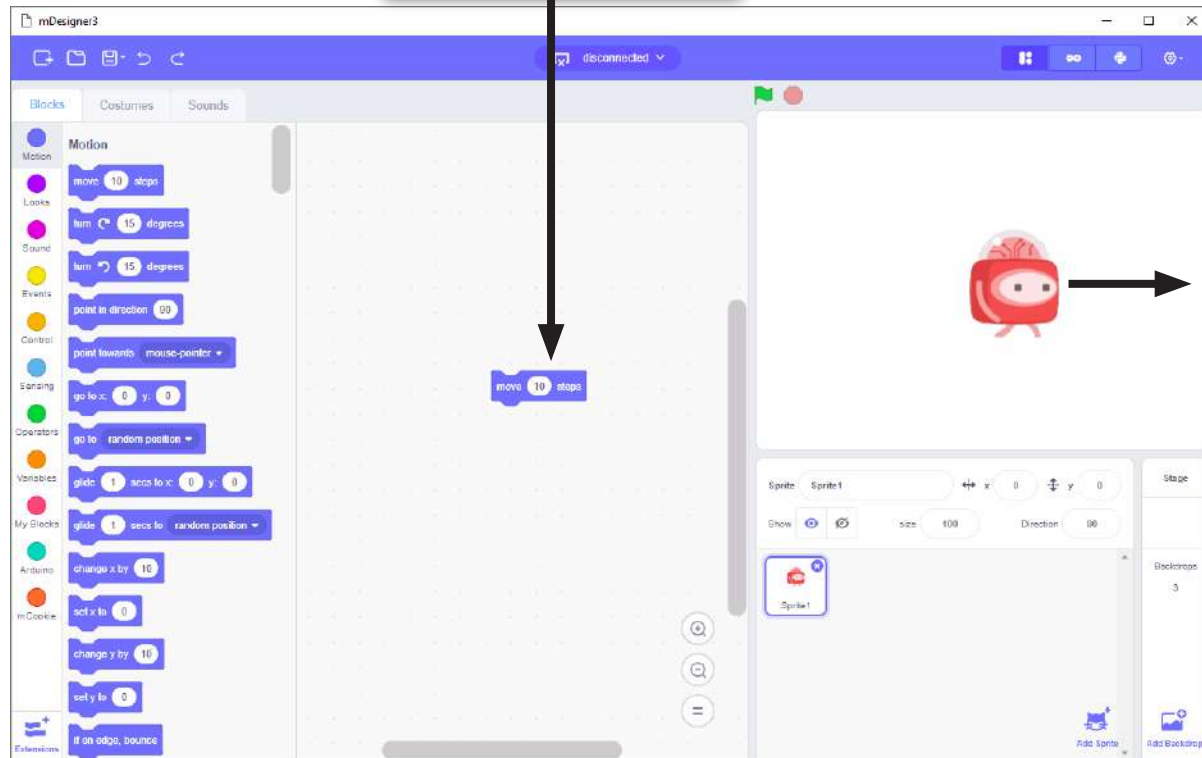 mDesigner3
disconnected
Blocks Costumes Sounds
Motion
Looks
Sound
Events
Control
Sensing
Operators
Variables
My Blocks
Arduino
mCookie
Extensions
Motion
move 10 steps
turn 15 degrees
turn 15 degrees
point in direction 90
point towards mouse-pointer
go to x: 0 y: 0
go to random position
glide 1 secs to x: 0 y: 0
glide 1 secs to random position
change x by 10
set x to 0
change y by 10
set y to 0
if on edge, bounce
move 10 steps
Sprite Sprite1 x 0 y 0
Show size 100 Direction 90
Sprite1
Add Sprite
Stage
Backdrops
3
Add Backdrop